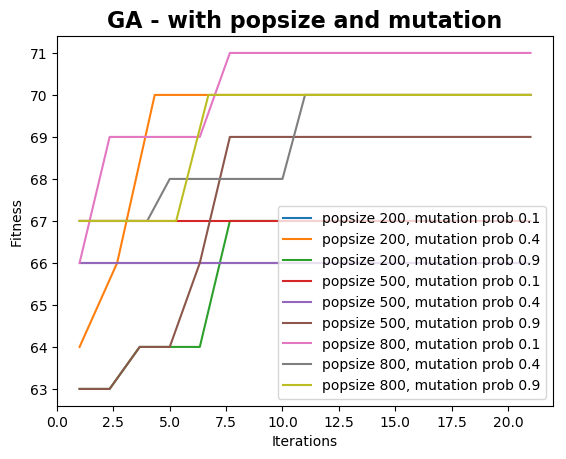 GA - with popsize and mutation
71
70
69
68
67
66
65
64
63
Fitness
popsize 200, mutation prob 0.1
popsize 200, mutation prob 0.4
popsize 200, mutation prob 0.9
popsize 500, mutation prob 0.1
popsize 500, mutation prob 0.4
popsize 500, mutation prob 0.9
popsize 800, mutation prob 0.1
popsize 800, mutation prob 0.4
popsize 800, mutation prob 0.9
0.0 2.5 5.0 7.5 10.0 12.5 15.0 17.5 20.0
Iterations